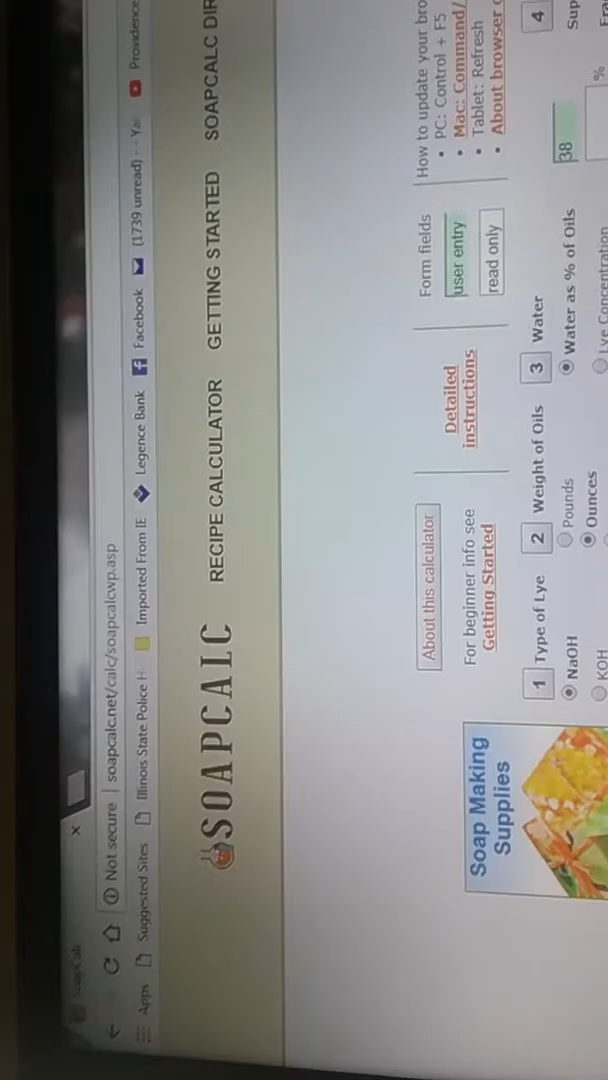 SoapCalc ×
Not secure | soapcalc.net/calc/soapcalcwp.asp
Apps Suggested Sites Illinois State Police H Imported From IE Legence Bank Facebook (1739 unread) - Ya Providence
SOAPCALC RECIPE CALCULATOR GETTING STARTED SOAPCALC DIR
About this calculator
For beginner info see
Getting Started
Detailed
instructions
Form fields
user entry
read only
How to update your bro
• PC: Control + F5
• Mac: Command/
• Tablet: Refresh
• About browser c
Soap Making
Supplies
1 Type of Lye
NaOH
KOH
2 Weight of Oils
Pounds
Ounces
3 Water
Water as % of Oils
38
Lye Concentration
%
4
Sup
Fra